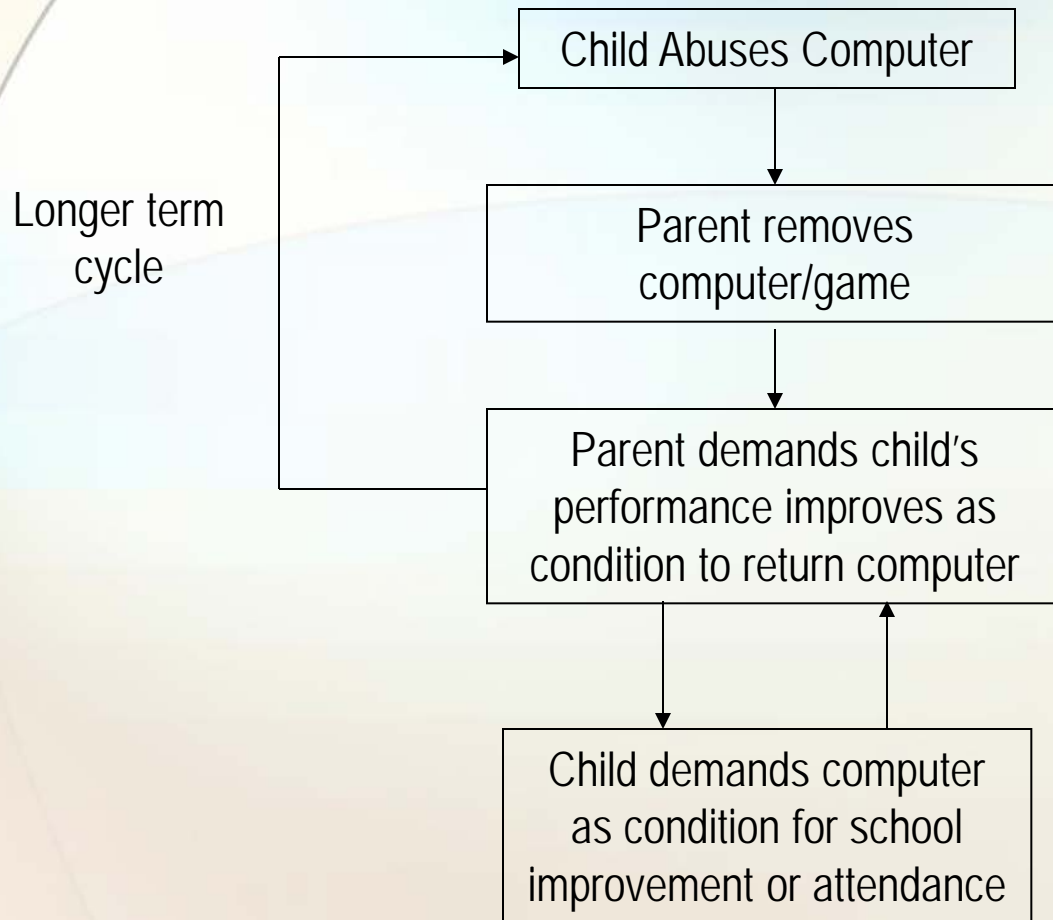 Child Abuses Computer
Longer term
cycle
Parent removes
computer/game
Parent demands child’s
performance improves as
condition to return computer
Child demands computer
as condition for school
improvement or attendance